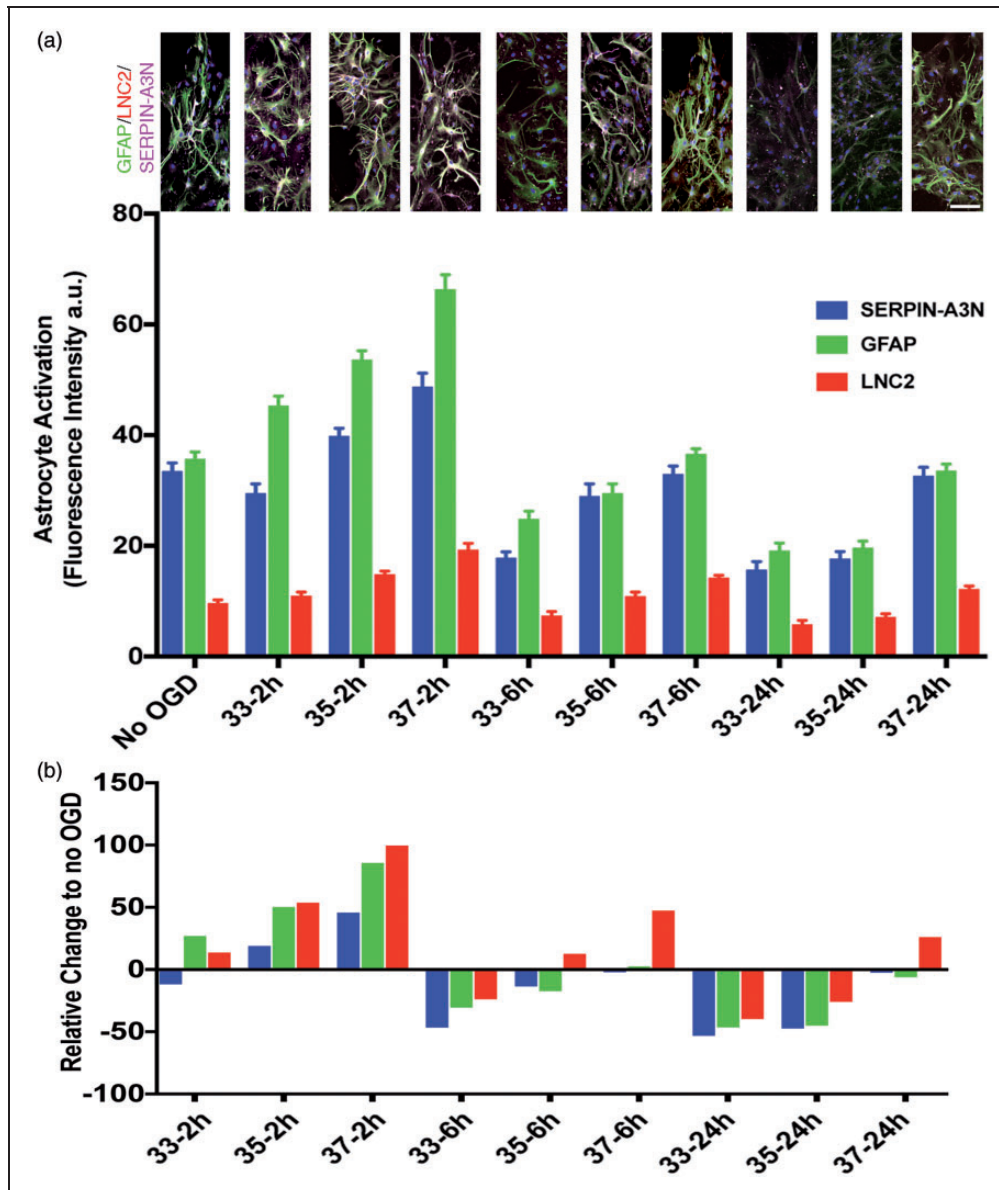 (a)
GFAP/LNC2/
SERPIN-A3N
80
60
40
20
0
Astrocyte Activation
(Fluorescence Intensity a.u.)
SERPIN-A3N
GFAP
LNC2
No OGD
33-2h
35-2h
37-2h
33-6h
35-6h
37-6h
33-24h
35-24h
37-24h
(b)
150
100
50
0
-50
-100
Relative Change to no OGD
33-2h
35-2h
37-2h
33-6h
35-6h
37-6h
33-24h
35-24h
37-24h